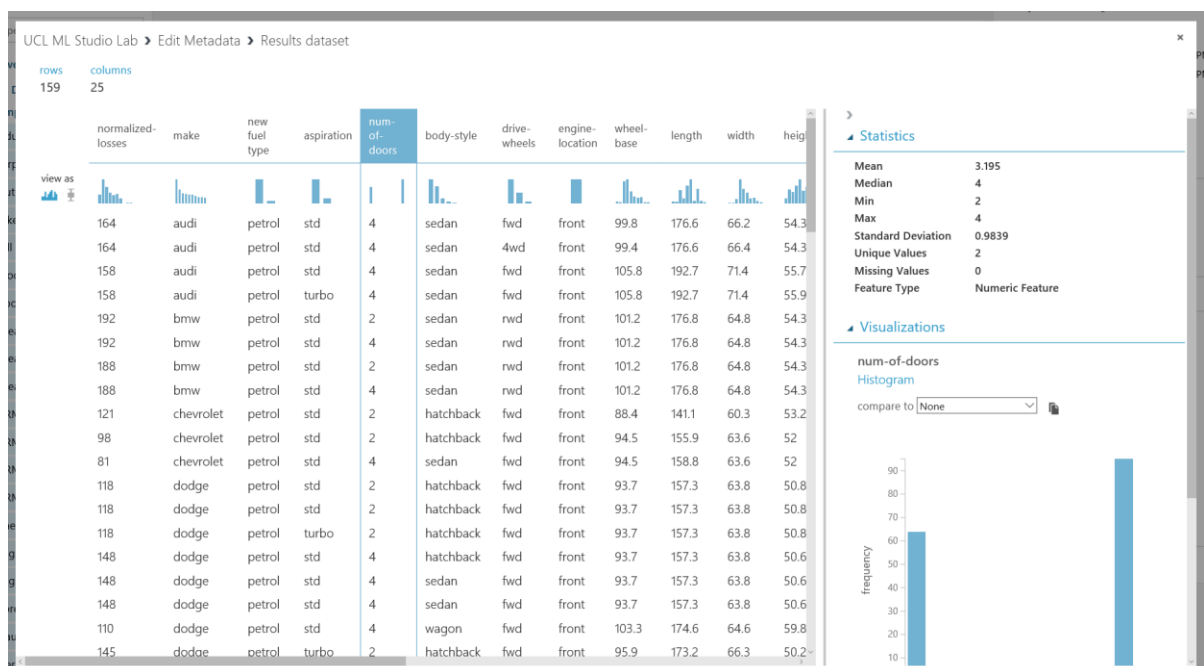 UCL ML Studio Lab > Edit Metadata > Results dataset
rows columns
159 25
normalized-losses make new fuel type aspiration num-of-doors body-style drive-wheels engine-location wheel-base length width heig
view as
164 audi petrol std 4 sedan fwd front 99.8 176.6 66.2 54.3
164 audi petrol std 4 sedan 4wd front 99.4 176.6 66.4 54.3
158 audi petrol std 4 sedan fwd front 105.8 192.7 71.4 55.7
158 audi petrol turbo 4 sedan fwd front 105.8 192.7 71.4 55.9
192 bmw petrol std 2 sedan rwd front 101.2 176.8 64.8 54.3
192 bmw petrol std 4 sedan rwd front 101.2 176.8 64.8 54.3
188 bmw petrol std 2 sedan rwd front 101.2 176.8 64.8 54.3
188 bmw petrol std 4 sedan rwd front 101.2 176.8 64.8 54.3
121 chevrolet petrol std 2 hatchback fwd front 88.4 141.1 60.3 53.2
98 chevrolet petrol std 2 hatchback fwd front 94.5 155.9 63.6 52
81 chevrolet petrol std 4 sedan fwd front 94.5 158.8 63.6 52
118 dodge petrol std 2 hatchback fwd front 93.7 157.3 63.8 50.8
118 dodge petrol std 2 hatchback fwd front 93.7 157.3 63.8 50.8
118 dodge petrol turbo 2 hatchback fwd front 93.7 157.3 63.8 50.8
148 dodge petrol std 4 hatchback fwd front 93.7 157.3 63.8 50.6
148 dodge petrol std 4 sedan fwd front 93.7 157.3 63.8 50.6
148 dodge petrol std 4 sedan fwd front 93.7 157.3 63.8 50.6
110 dodge petrol std 4 wagon fwd front 103.3 174.6 64.6 59.8
145 dodge petrol turbo 2 hatchback fwd front 95.9 173.2 66.3 50.2
Statistics
Mean 3.195
Median 4
Min 2
Max 4
Standard Deviation 0.9839
Unique Values 2
Missing Values 0
Feature Type Numeric Feature
Visualizations
num-of-doors
Histogram
compare to None
frequency
90
80
70
60
50
40
30
20
10